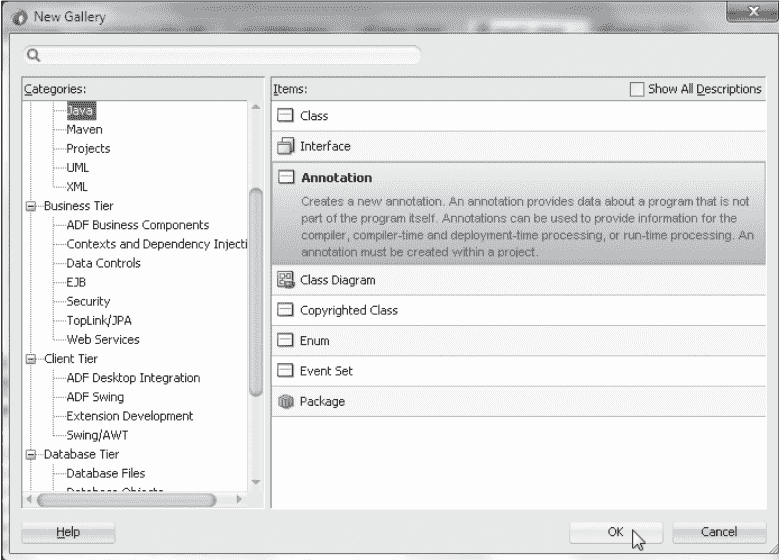 New Gallery
Categories:
Java
Maven
Projects
UML
XML
Business Tier
ADF Business Components
Contexts and Dependency Injecti
Data Controls
EJB
Security
TopLink/JPA
Web Services
Client Tier
ADF Desktop Integration
ADF Swing
Extension Development
Swing/AWT
Database Tier
Database Files
Database Objects
Items:
Show All Descriptions
Class
Interface
Annotation
Creates a new annotation. An annotation provides data about a program that is not
part of the program itself. Annotations can be used to provide information for the
compiler, compiler-time and deployment-time processing, or run-time processing. An
annotation must be created within a project.
Class Diagram
Copyrighted Class
Enum
Event Set
Package
Help
OK
Cancel